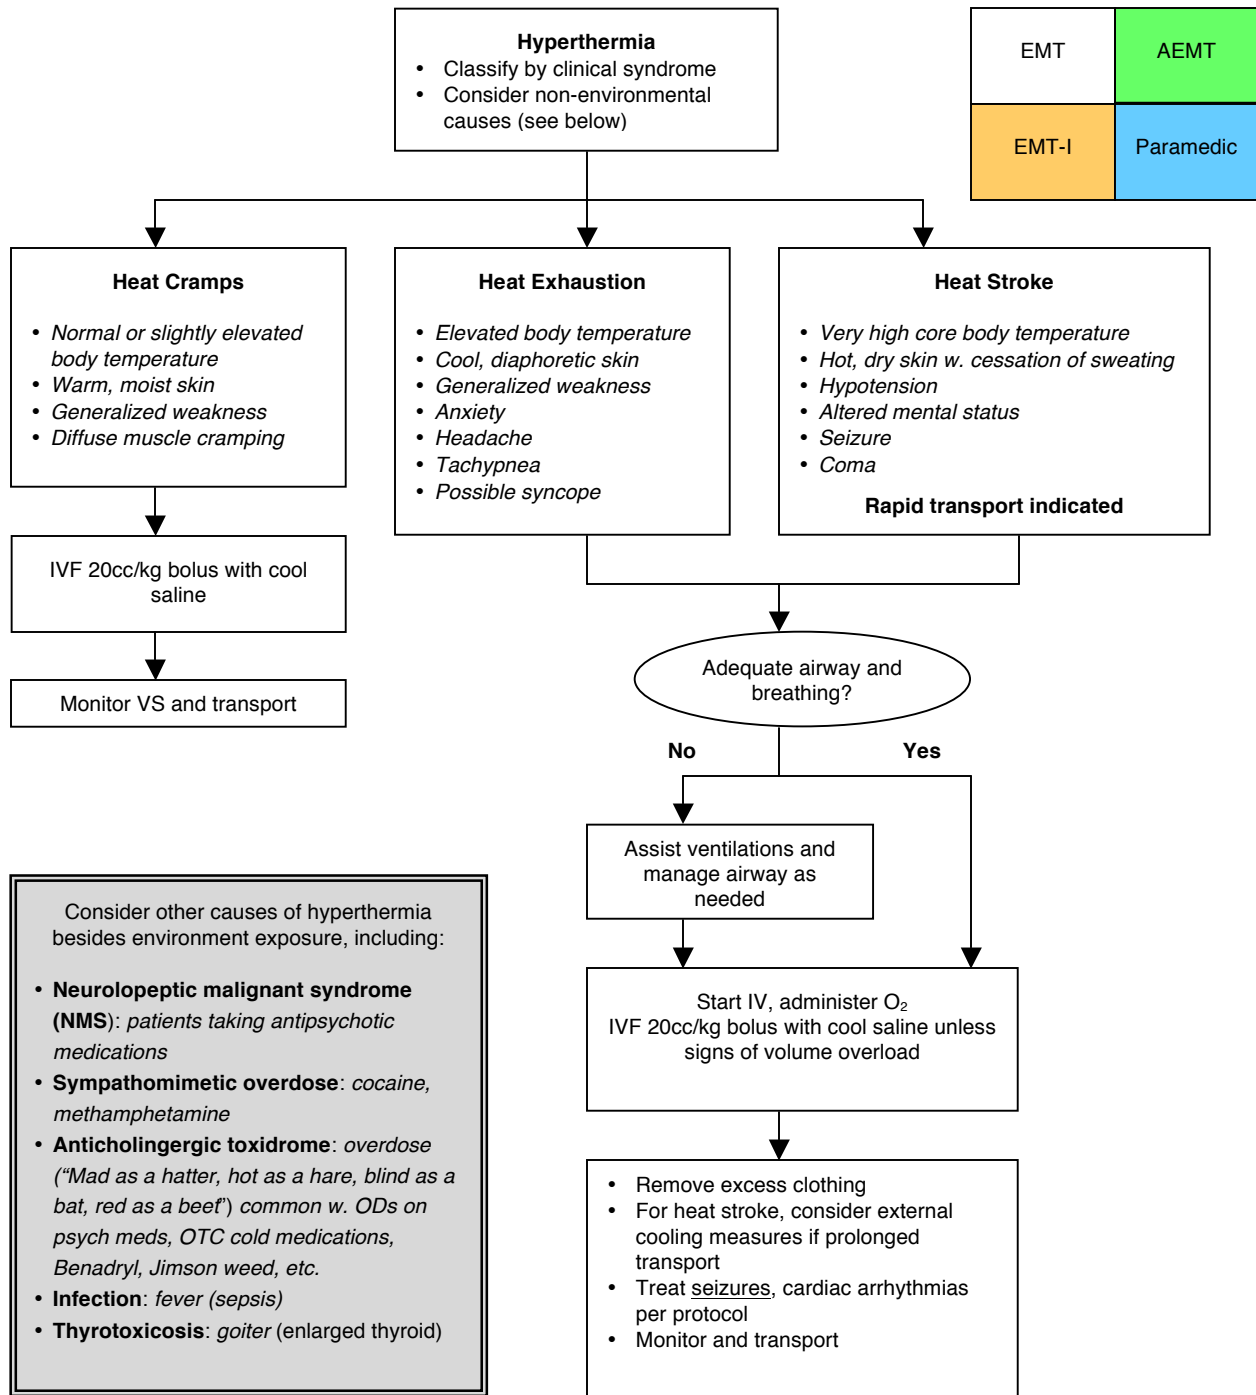 Hyperthermia
• Classify by clinical syndrome
• Consider non-environmental
causes (see below)
EMT
AEMT
EMT-I
Paramedic
Heat Cramps
• Normal or slightly elevated
body temperature
• Warm, moist skin
• Generalized weakness
• Diffuse muscle cramping
Heat Exhaustion
• Elevated body temperature
• Cool, diaphoretic skin
• Generalized weakness
• Anxiety
• Headache
• Tachypnea
• Possible syncope
Heat Stroke
• Very high core body temperature
• Hot, dry skin w. cessation of sweating
• Hypotension
• Altered mental status
• Seizure
• Coma
Rapid transport indicated
IVF 20cc/kg bolus with cool
saline
Monitor VS and transport
Adequate airway and
breathing?
No
Yes
Assist ventilations and
manage airway as
needed
Start IV, administer O₂
IVF 20cc/kg bolus with cool saline unless
signs of volume overload
• Remove excess clothing
• For heat stroke, consider external
cooling measures if prolonged
transport
• Treat seizures, cardiac arrhythmias
per protocol
• Monitor and transport
Consider other causes of hyperthermia
besides environment exposure, including:
• Neurolopeptic malignant syndrome
(NMS): patients taking antipsychotic
medications
• Sympathomimetic overdose: cocaine,
methamphetamine
• Anticholingergic toxidrome: overdose
(“Mad as a hatter, hot as a hare, blind as a
bat, red as a beet”) common w. ODs on
psych meds, OTC cold medications,
Benadryl, Jimson weed, etc.
• Infection: fever (sepsis)
• Thyrotoxicosis: goiter (enlarged thyroid)